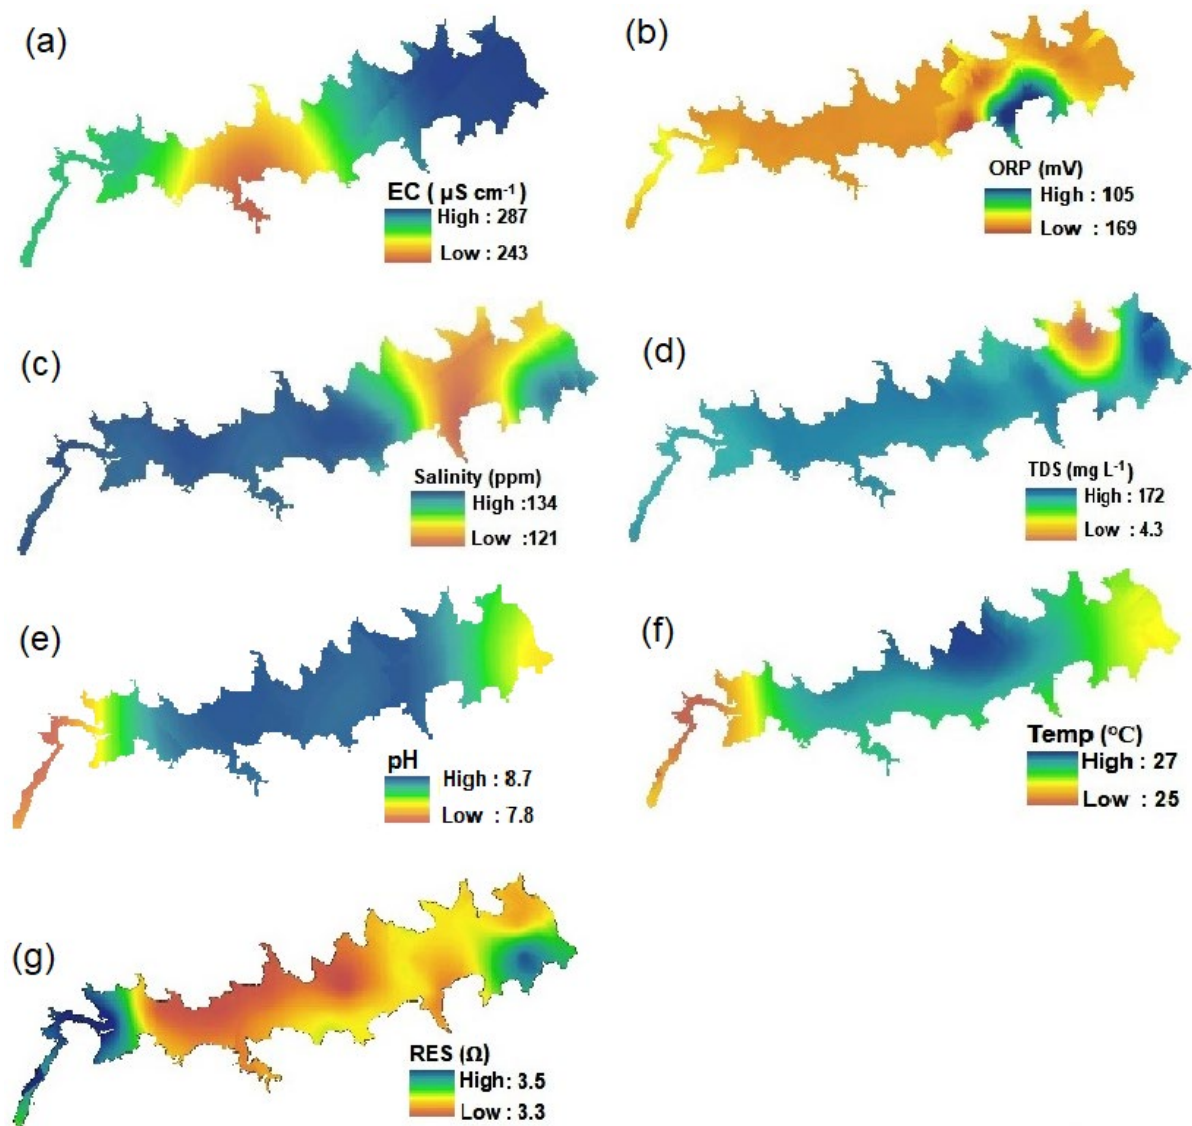 (a)
EC ( µS cm-1)
High : 287
Low : 243
(b)
ORP (mV)
High : 105
Low : 169
(c)
Salinity (ppm)
High :134
Low :121
(d)
TDS (mg L-1)
High : 172
Low : 4.3
(e)
pH
High : 8.7
Low : 7.8
(f)
Temp (°C)
High : 27
Low : 25
(g)
RES (Ω)
High: 3.5
Low : 3.3